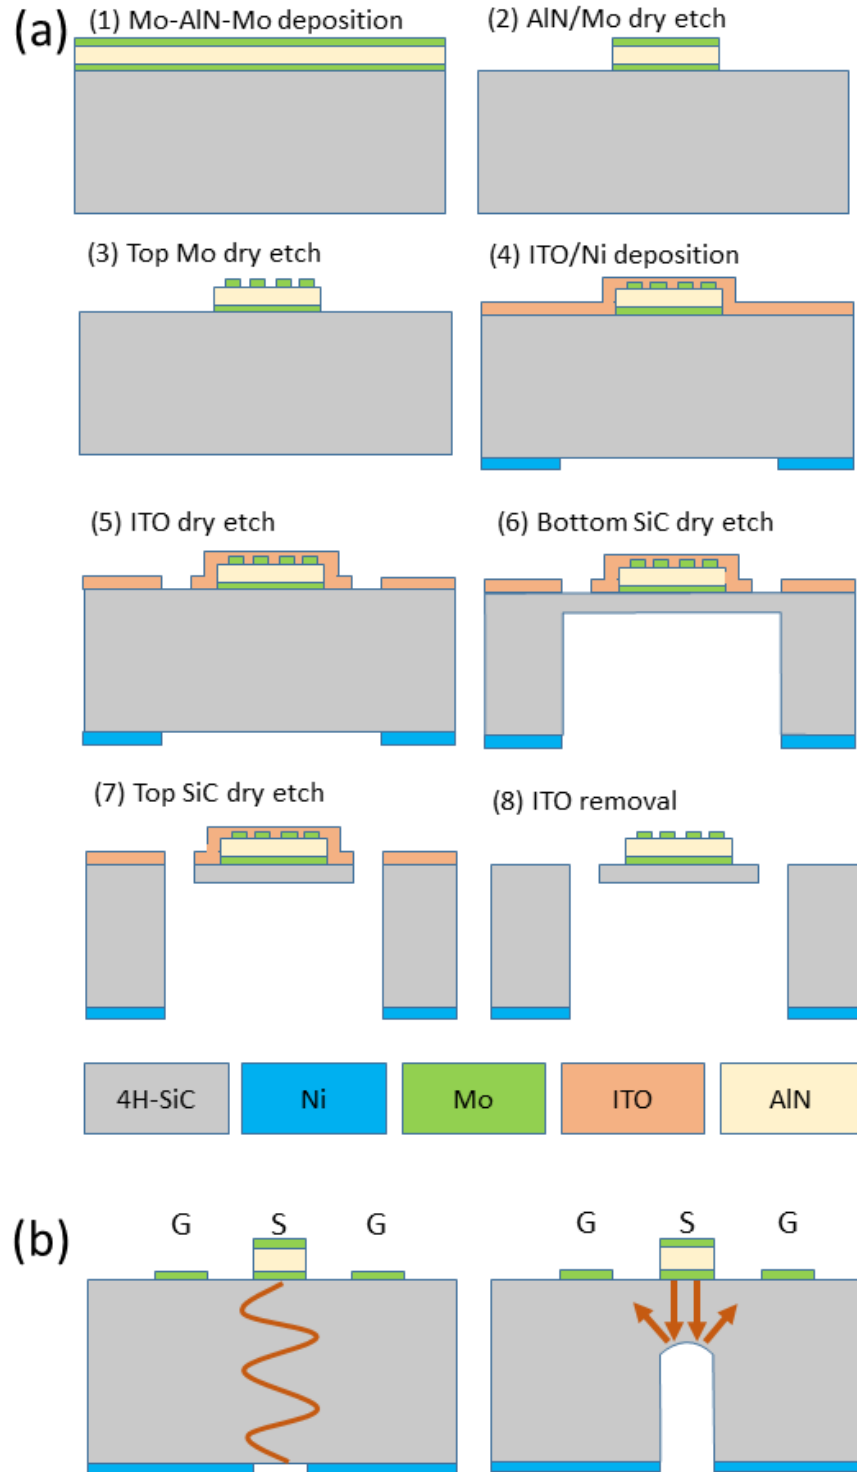 (a)
(1) Mo-AlN-Mo deposition
(2) AlN/Mo dry etch
(3) Top Mo dry etch
(4) ITO/Ni deposition
(5) ITO dry etch
(6) Bottom SiC dry etch
(7) Top SiC dry etch
(8) ITO removal
4H-SiC Ni Mo ITO AlN
(b)
G S G
G S G